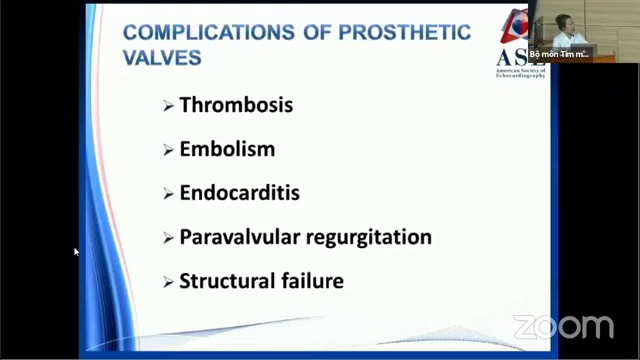 COMPLICATIONS OF PROSTHETIC
VALVES
ASE
American Society of
Echocardiography
Bộ môn Tim m...
➢ Thrombosis
➢ Embolism
➢ Endocarditis
➢ Paravalvular regurgitation
➢ Structural failure
zoom